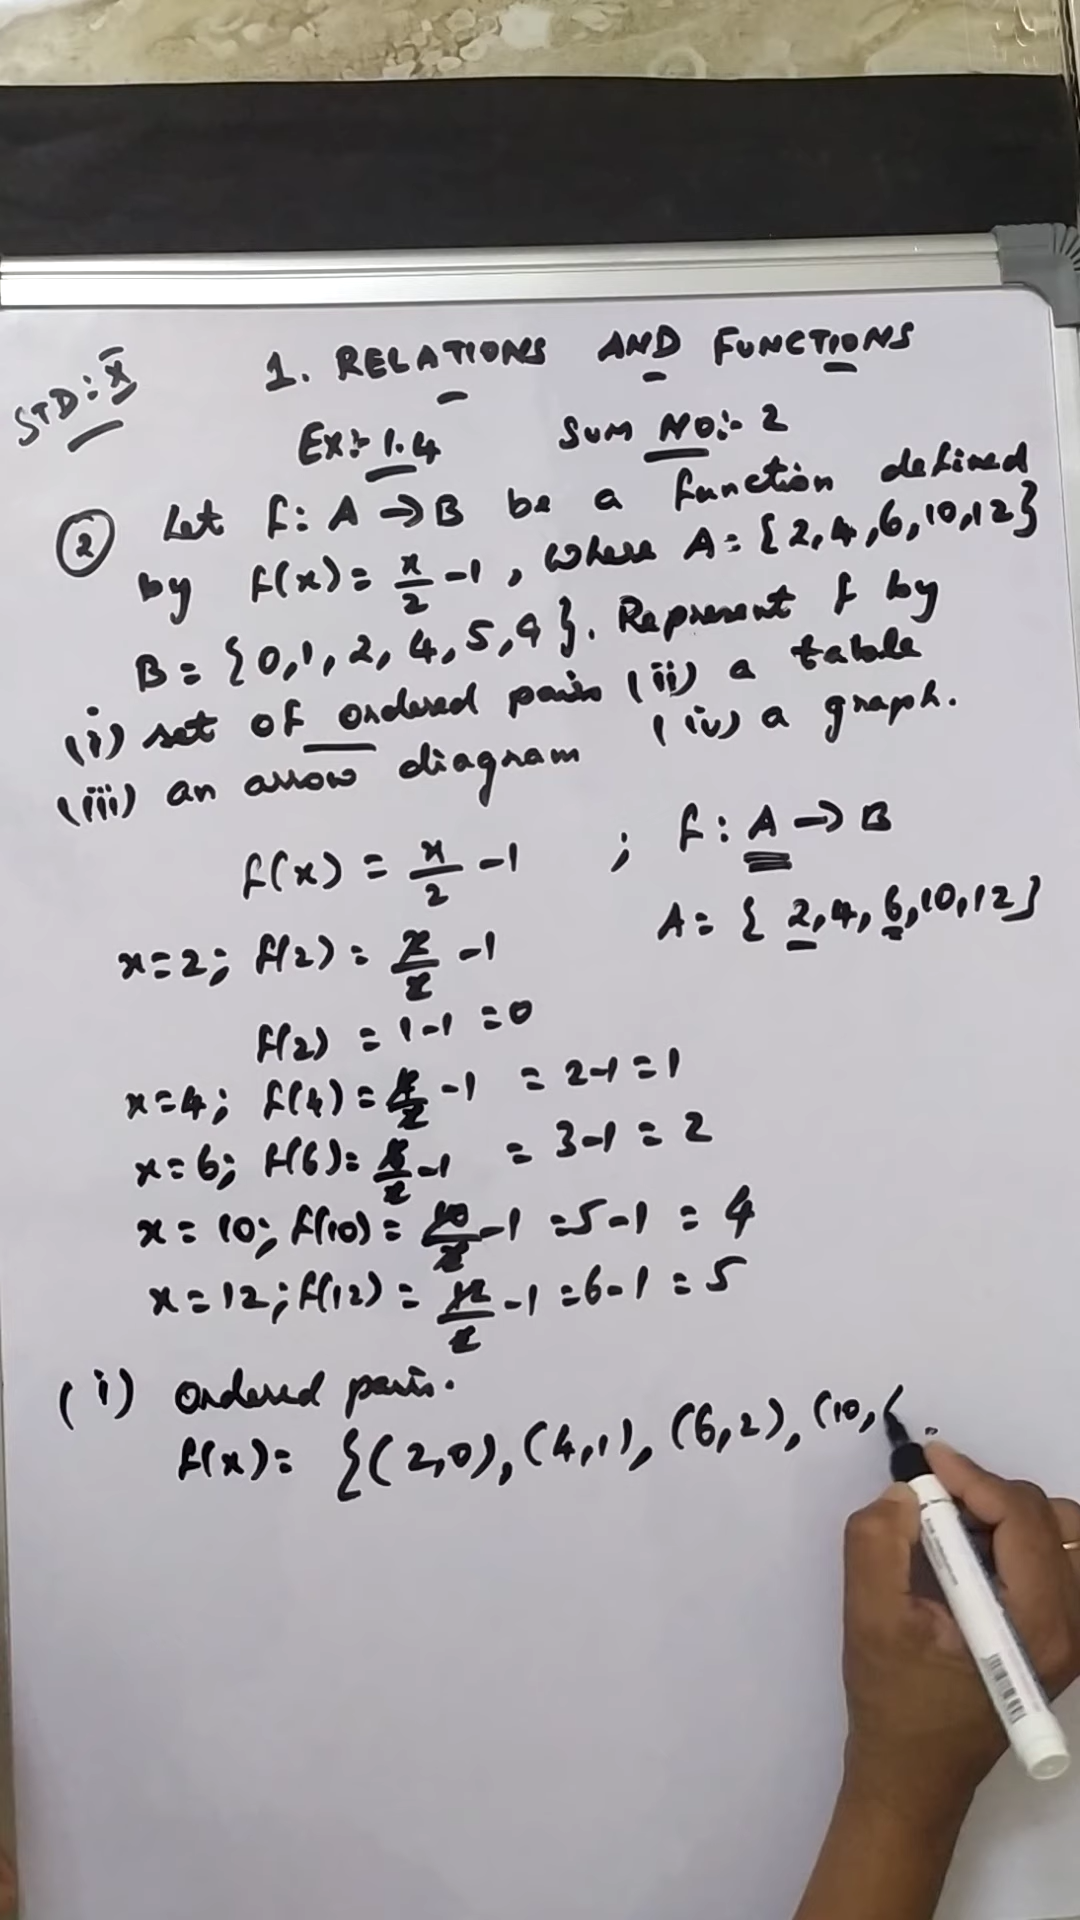 STD: X
1. RELATIONS AND FUNCTIONS
Ex:- 1.4 SUM NO:- 2
(2) Let f: A → B be a function defined
by f(x) = x/2 - 1, where A = {2, 4, 6, 10, 12}
B = {0, 1, 2, 4, 5, 9}. Represent f by
(i) set of ordered pairs (ii) a table
(iii) an arrow diagram (iv) a graph.
f(x) = x/2 - 1 ; f: A → B
A = {2, 4, 6, 10, 12}
x = 2; f(2) = 2/2 - 1
f(2) = 1 - 1 = 0
x = 4; f(4) = 4/2 - 1 = 2 - 1 = 1
x = 6; f(6) = 6/2 - 1 = 3 - 1 = 2
x = 10; f(10) = 10/2 - 1 = 5 - 1 = 4
x = 12; f(12) = 12/2 - 1 = 6 - 1 = 5
(i) ordered pairs.
f(x) = {(2,0), (4,1), (6,2), (10,